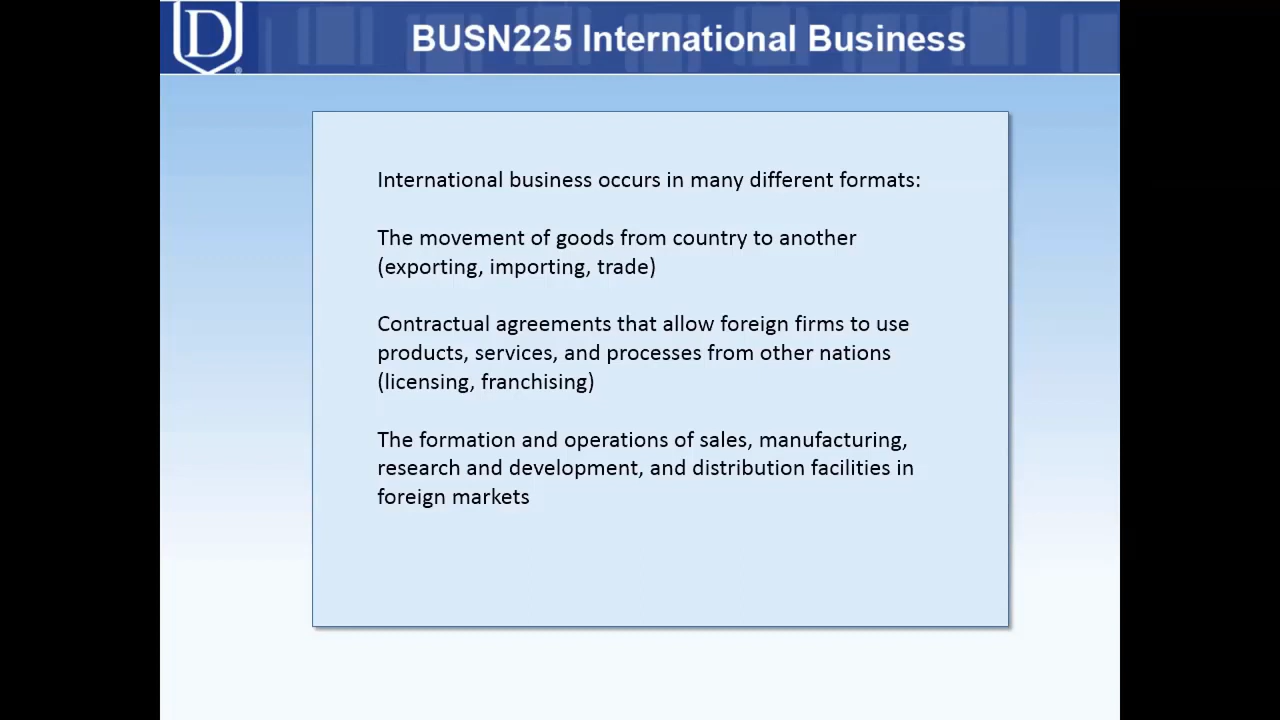 D
BUSN225 International Business
International business occurs in many different formats:
The movement of goods from country to another
(exporting, importing, trade)
Contractual agreements that allow foreign firms to use
products, services, and processes from other nations
(licensing, franchising)
The formation and operations of sales, manufacturing,
research and development, and distribution facilities in
foreign markets